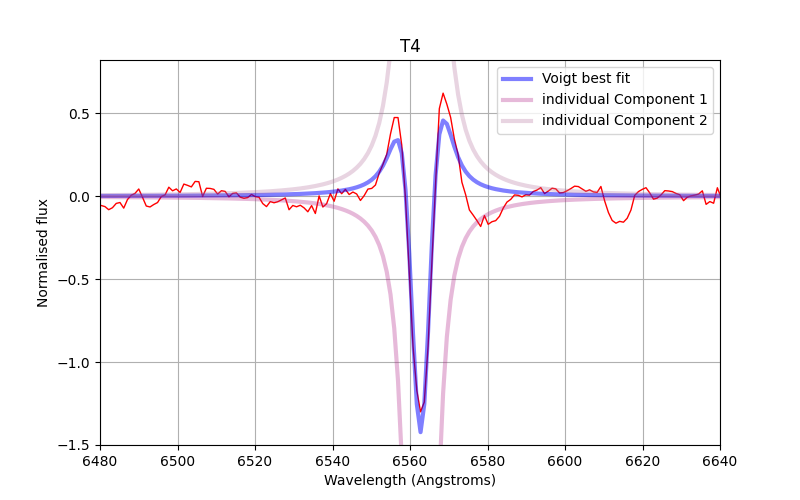 T4
Voigt best fit
individual Component 1
individual Component 2
Normalised flux
0.5
0.0
−0.5
−1.0
−1.5
6480 6500 6520 6540 6560 6580 6600 6620 6640
Wavelength (Angstroms)